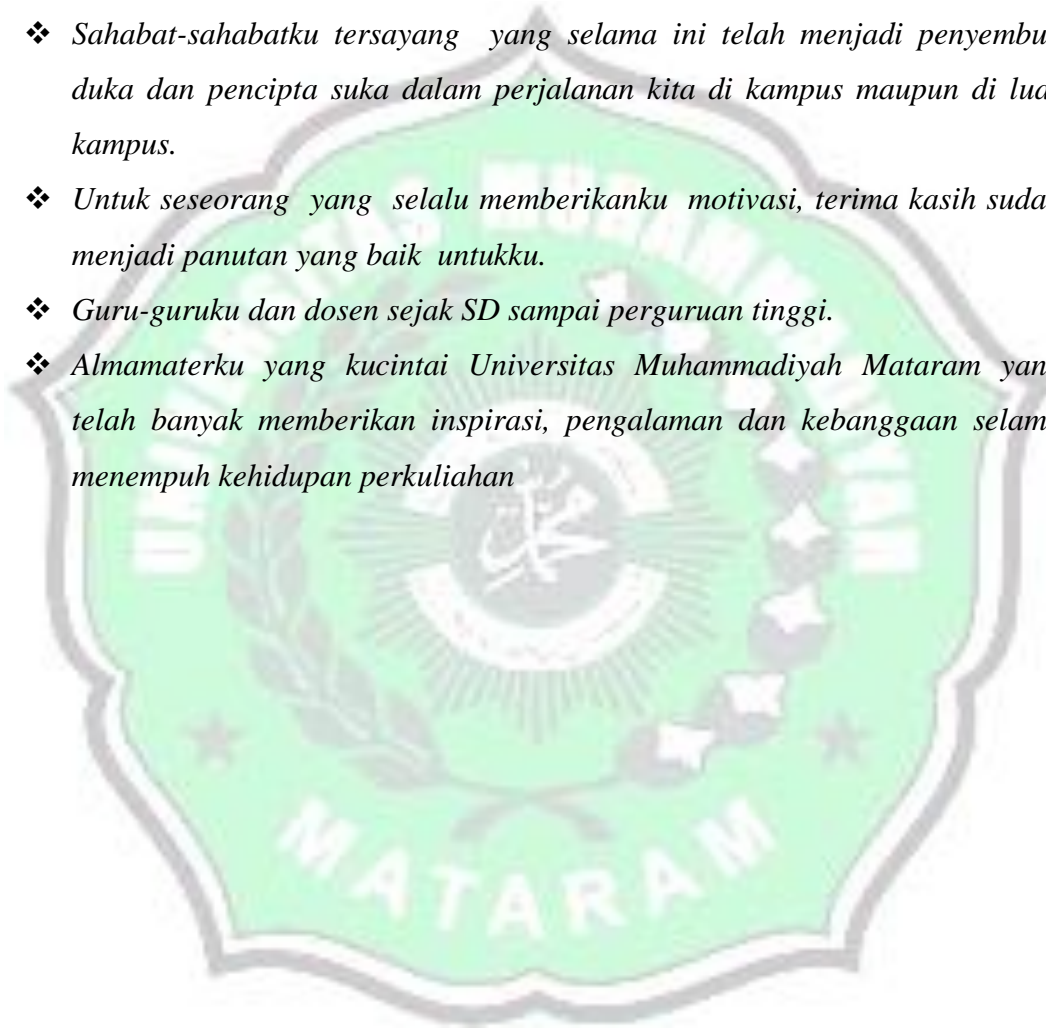 ❖ Sahabat-sahabatku tersayang yang selama ini telah menjadi penyembu
duka dan pencipta suka dalam perjalanan kita di kampus maupun di lua
kampus.
❖ Untuk seseorang yang selalu memberikanku motivasi, terima kasih suda
menjadi panutan yang baik untukku.
❖ Guru-guruku dan dosen sejak SD sampai perguruan tinggi.
❖ Almamaterku yang kucintai Universitas Muhammadiyah Mataram yan
telah banyak memberikan inspirasi, pengalaman dan kebanggaan selam
menempuh kehidupan perkuliahan
UNIVERSITAS MUHAMMADIYAH
محمد
MATARAM